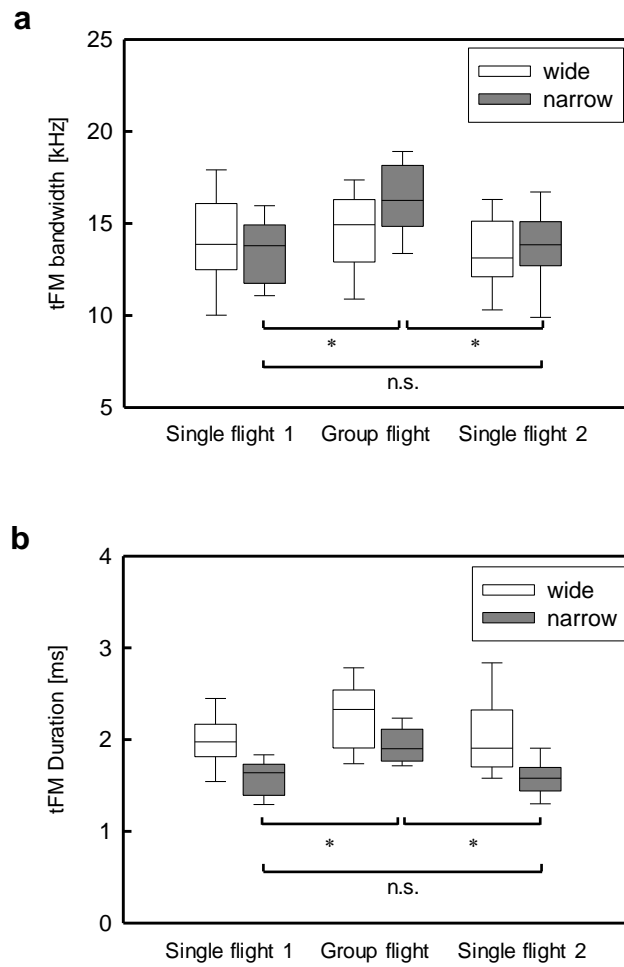 a
25
20
15
10
5
tFM bandwidth [kHz]
wide
narrow
*
*
n.s.
Single flight 1 Group flight Single flight 2
b
4
3
2
1
0
tFM Duration [ms]
wide
narrow
*
*
n.s.
Single flight 1 Group flight Single flight 2